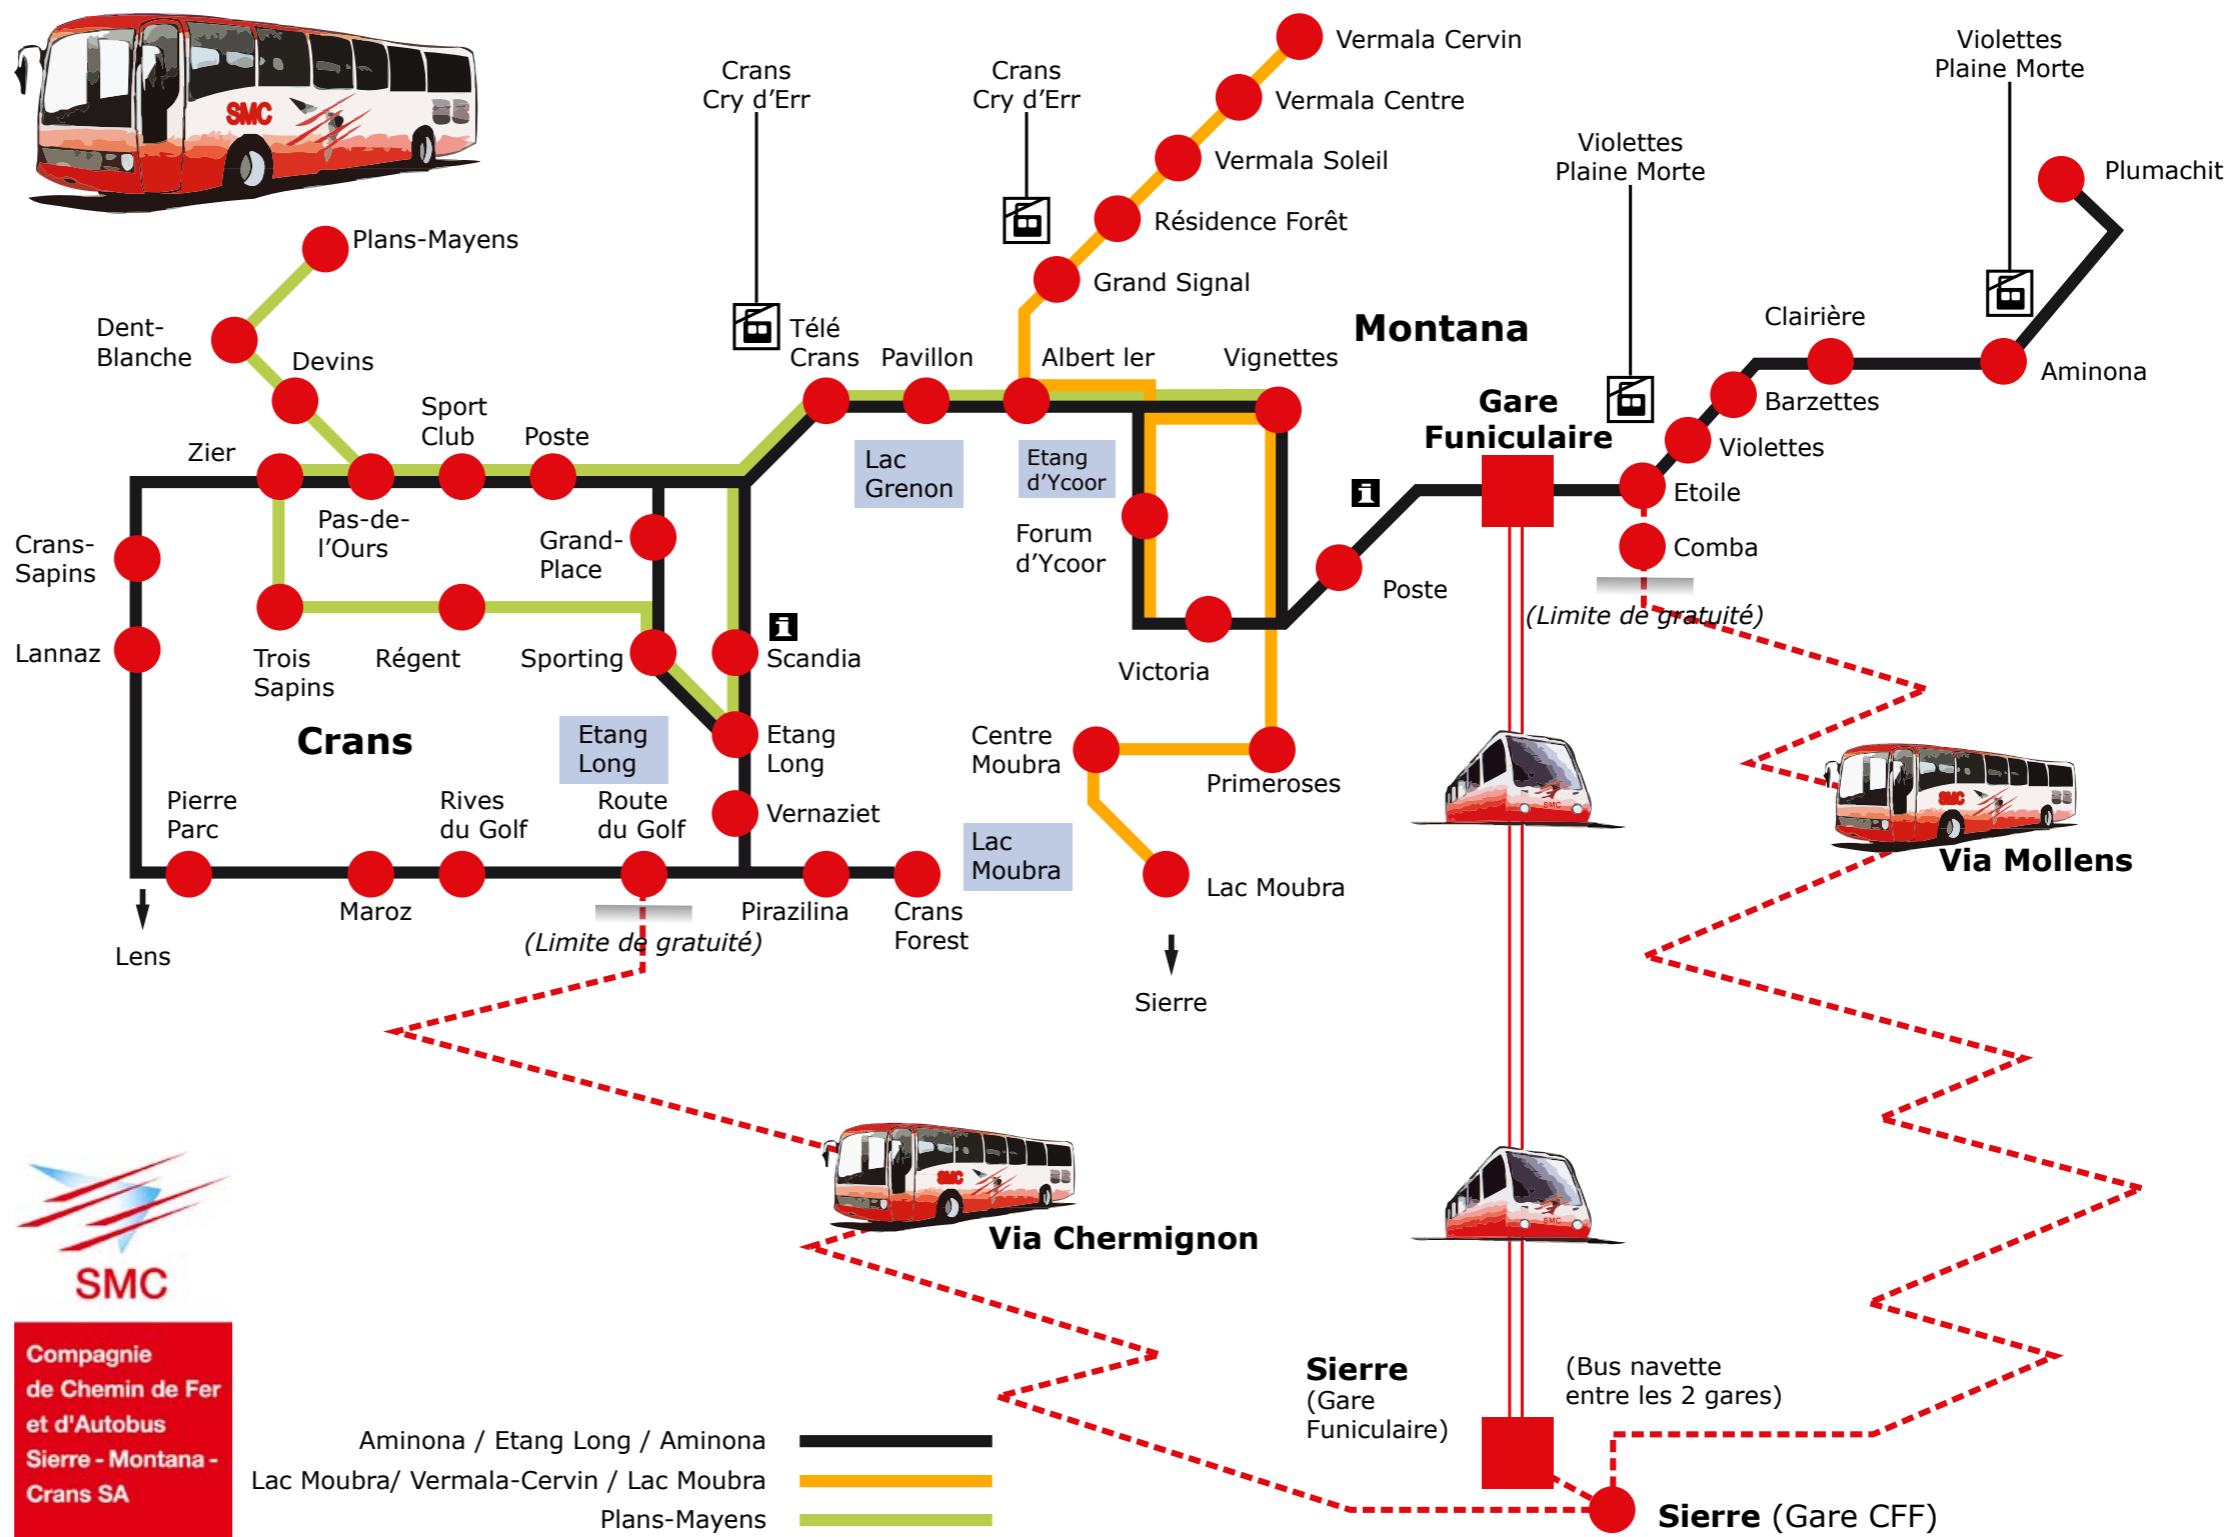 SMC
Crans
Cry d'Err
Crans
Cry d'Err
Vermala Cervin
Vermala Centre
Vermala Soleil
Résidence Forêt
Grand Signal
Violettes
Plaine Morte
Violettes
Plaine Morte
Plumachit
Plans-Mayens
Dent-
Blanche
Devins
Sport
Club
Poste
Zier
Pas-de-
l'Ours
Télé
Crans
Pavillon
Albert Ier
Vignettes
Montana
Gare
Funiculaire
Clairière
Aminona
Barzettes
Violettes
Etoile
Comba
(Limite de gratuité)
Lac
Grenon
Etang
d'Ycoor
Forum
d'Ycoor
Victoria
Poste
Crans-
Sapins
Lannaz
Grand-
Place
Trois
Sapins
Régent
Sporting
Scandia
Crans
Etang
Long
Etang
Long
Vernaziet
Centre
Moubra
Primeroses
Lac
Moubra
Lac Moubra
Sierre
Pierre
Parc
Maroz
Rives
du Golf
Route
du Golf
Pirazilina
Crans
Forest
Lens
(Limite de gratuité)
SMC
SMC
Via Mollens
SMC
Via Chermignon
SMC
SMC
Compagnie
de Chemin de Fer
et d'Autobus
Sierre - Montana -
Crans SA
Aminona / Etang Long / Aminona
Lac Moubra/ Vermala-Cervin / Lac Moubra
Plans-Mayens
Sierre
(Gare
Funiculaire)
(Bus navette
entre les 2 gares)
Sierre (Gare CFF)